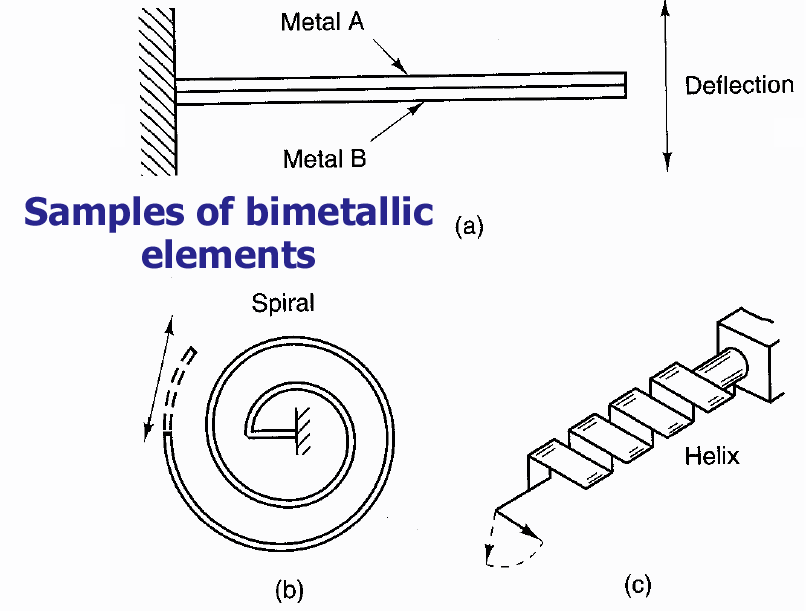 Metal A
Deflection
Metal B
Samples of bimetallic
elements
(a)
Spiral
Helix
(b)
(c)